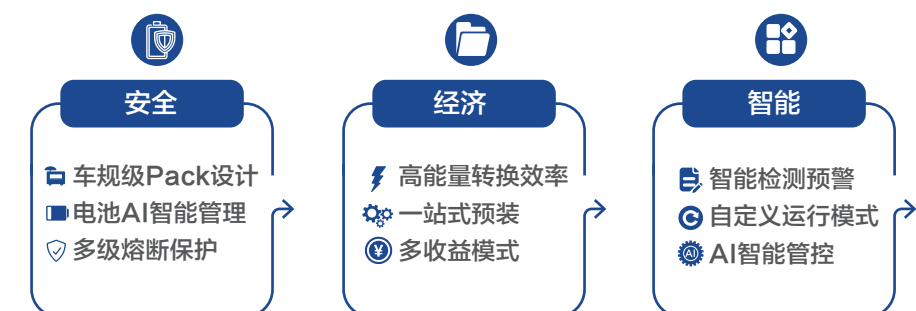 安全
车规级Pack设计
电池AI智能管理
多级熔断保护
经济
高能量转换效率
一站式预装
多收益模式
智能
智能检测预警
自定义运行模式
AI智能管控